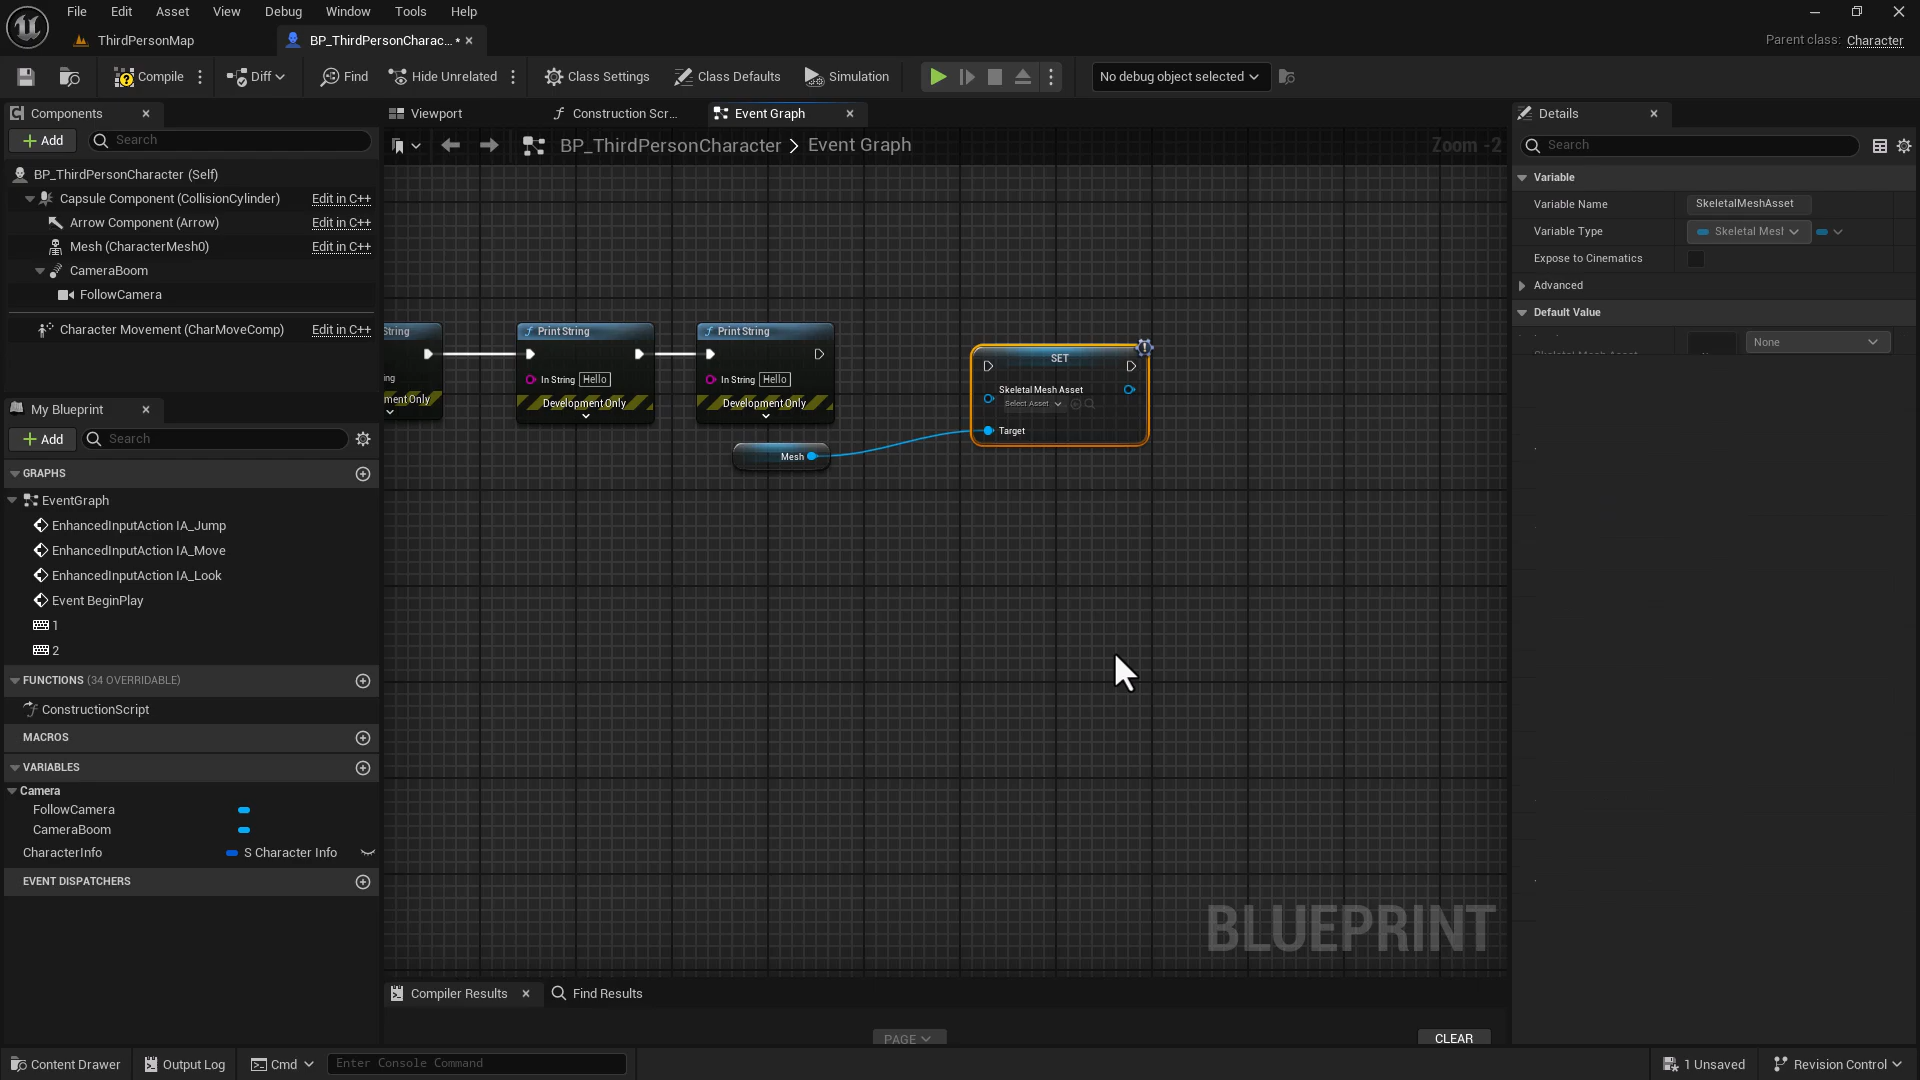 File Edit Asset View Debug Window Tools Help
ThirdPersonMap
BP_ThirdPersonCharac... •
Parent class: Character
Compile
Diff
Find
Hide Unrelated
Class Settings
Class Defaults
Simulation
No debug object selected
Components
Add
Search
BP_ThirdPersonCharacter (Self)
Capsule Component (CollisionCylinder) Edit in C++
Arrow Component (Arrow) Edit in C++
Mesh (CharacterMesh0) Edit in C++
CameraBoom
FollowCamera
Character Movement (CharMoveComp) Edit in C++
My Blueprint
Add
Search
GRAPHS
EventGraph
EnhancedInputAction IA_Jump
EnhancedInputAction IA_Move
EnhancedInputAction IA_Look
Event BeginPlay
1
2
FUNCTIONS (34 OVERRIDABLE)
ConstructionScript
MACROS
VARIABLES
Camera
FollowCamera
CameraBoom
CharacterInfo S Character Info
EVENT DISPATCHERS
Viewport
Construction Scr...
Event Graph
BP_ThirdPersonCharacter > Event Graph
Zoom -2
String
ing
ment Only
Print String
In String Hello
Development Only
Print String
In String Hello
Development Only
Mesh
SET
Skeletal Mesh Asset
Select Asset
Target
BLUEPRINT
Compiler Results
Find Results
PAGE
CLEAR
Details
Search
Variable
Variable Name SkeletalMeshAsset
Variable Type Skeletal Mesl
Expose to Cinematics
Advanced
Default Value
None
Content Drawer
Output Log
Cmd
Enter Console Command
1 Unsaved
Revision Control